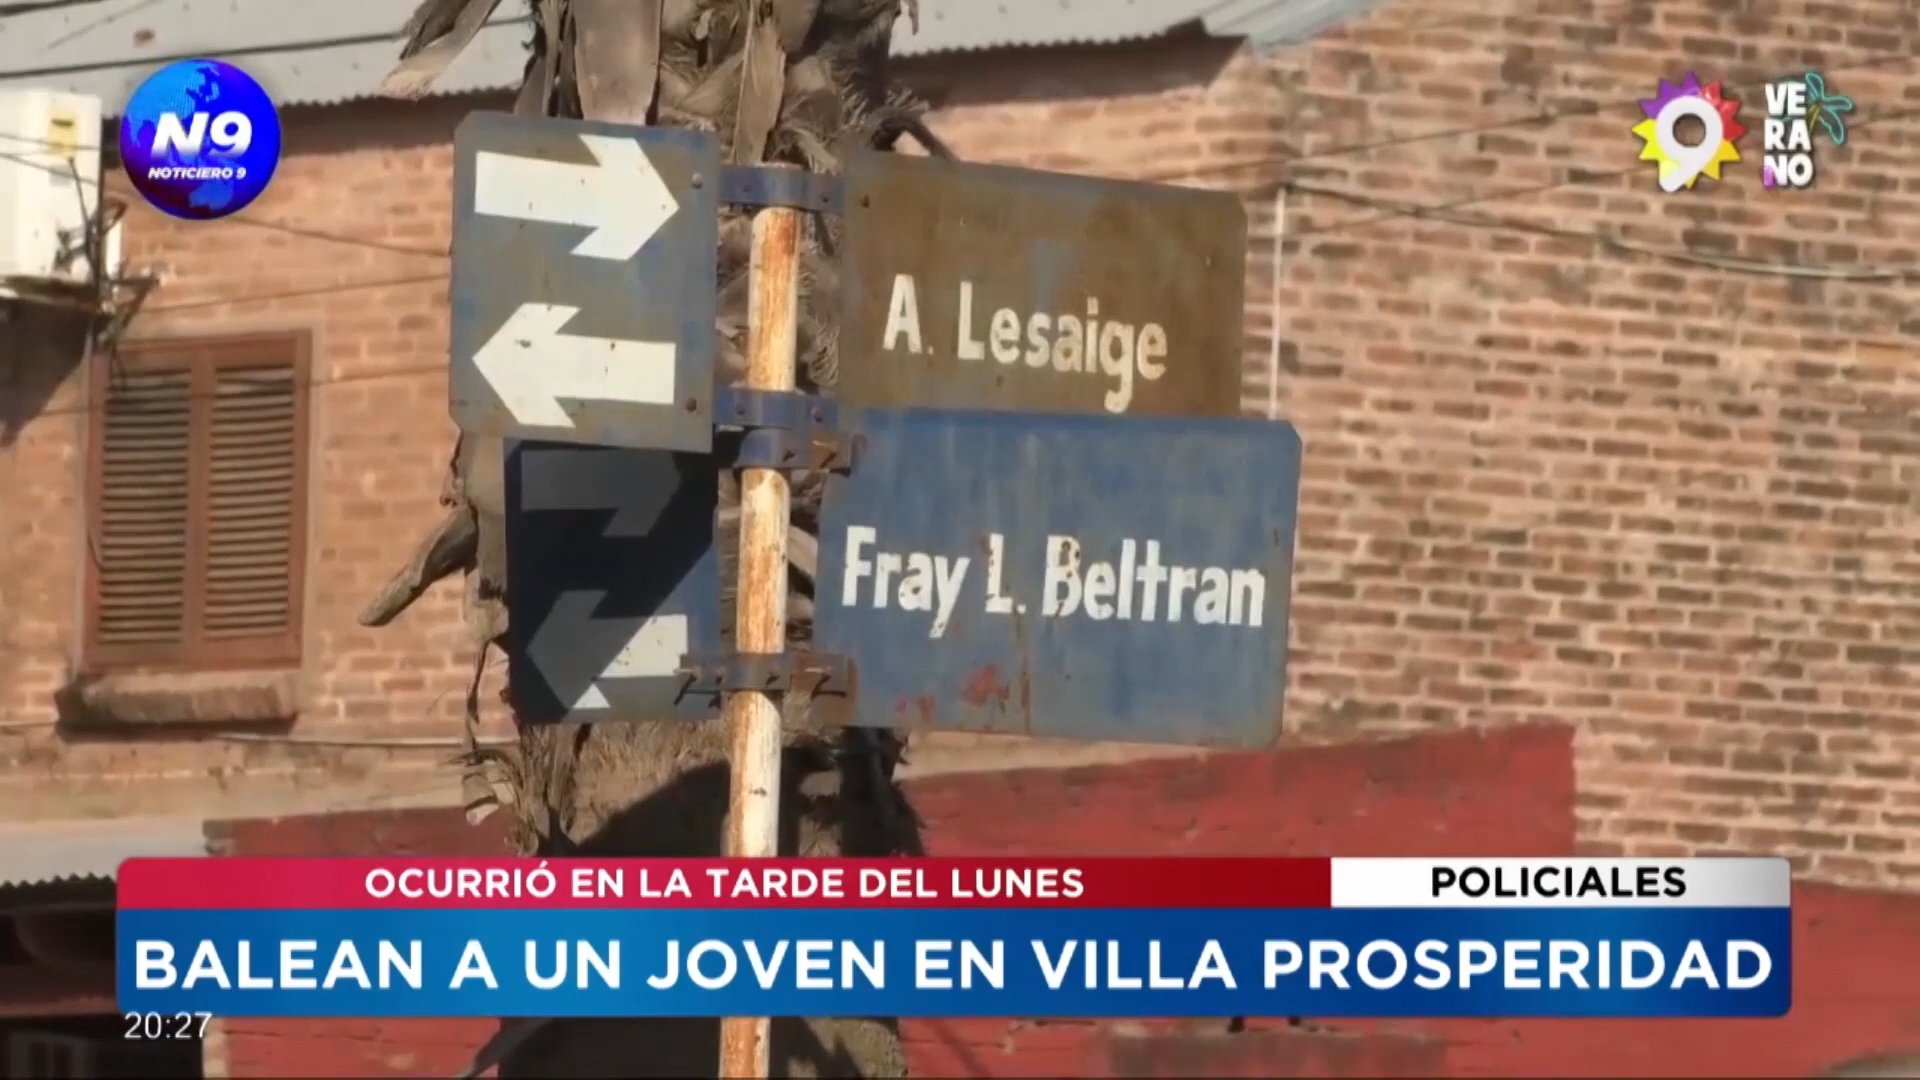 N9
NOTICIERO 9
9
VE
RA
NO
A. Lesaige
Fray L. Beltran
OCURRIÓ EN LA TARDE DEL LUNES
POLICIALES
BALEAN A UN JOVEN EN VILLA PROSPERIDAD
20:27